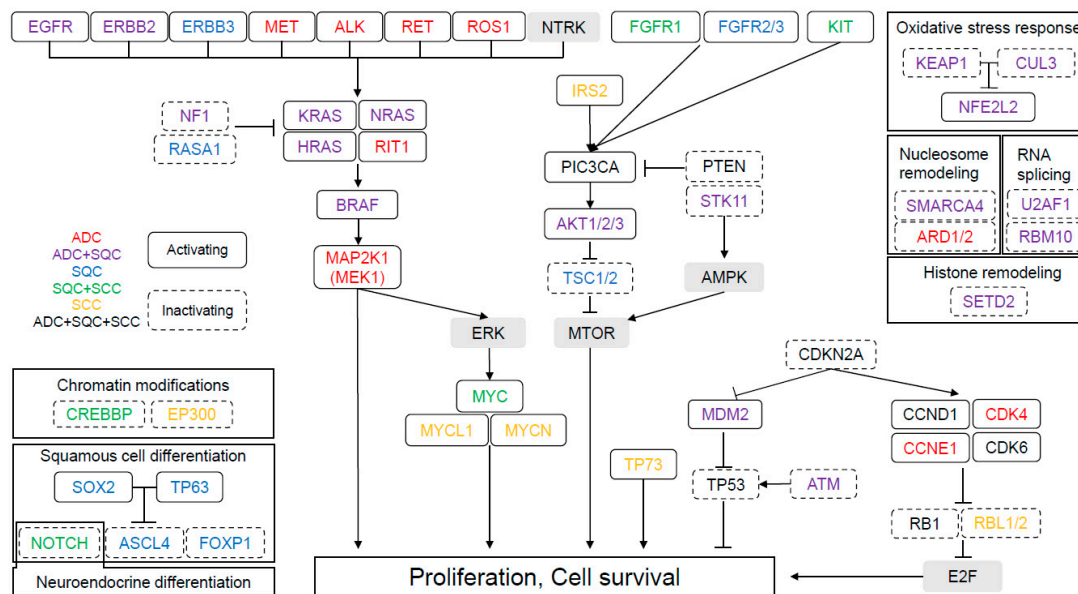 EGFR ERBB2 ERBB3 MET ALK RET ROS1 NTRK FGFR1 FGFR2/3 KIT
Oxidative stress response
KEAP1 CUL3
NFE2L2
IRS2
NF1
RASA1
KRAS NRAS
HRAS RIT1
PIC3CA
PTEN
STK11
Nucleosome
remodeling
SMARCA4
ARD1/2
RNA
splicing
U2AF1
RBM10
BRAF
AKT1/2/3
ADC
ADC+SQC
SQC
SQC+SCC
SCC
ADC+SQC+SCC
Activating
Inactivating
MAP2K1
(MEK1)
TSC1/2
AMPK
Histone remodeling
SETD2
ERK
MTOR
CDKN2A
Chromatin modifications
CREBBP EP300
MYC
MYCL1 MYCN
MDM2
CCND1 CDK4
CCNE1 CDK6
Squamous cell differentiation
SOX2 TP63
NOTCH ASCL4 FOXP1
Neuroendocrine differentiation
TP73
TP53
ATM
RB1 RBL1/2
Proliferation, Cell survival
E2F